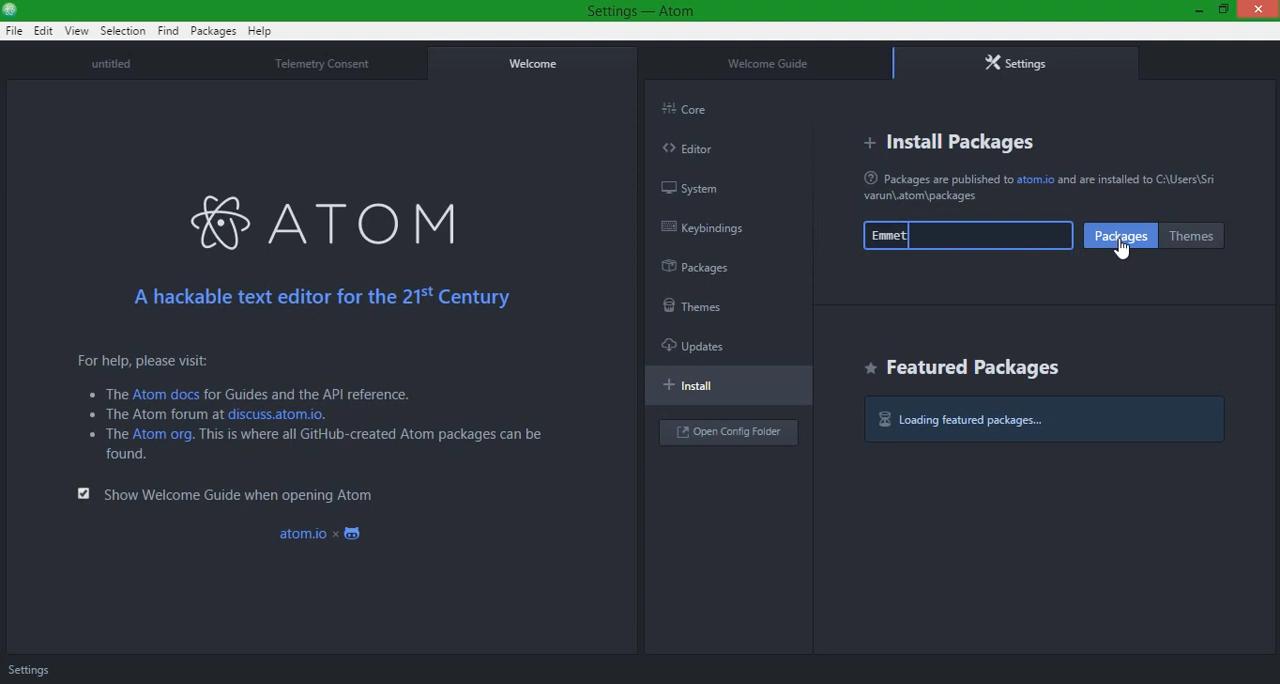 Settings — Atom
File Edit View Selection Find Packages Help
untitled Telemetry Consent Welcome Welcome Guide Settings
ATOM
A hackable text editor for the 21st Century
For help, please visit:
• The Atom docs for Guides and the API reference.
• The Atom forum at discuss.atom.io.
• The Atom org. This is where all GitHub-created Atom packages can be
found.
Show Welcome Guide when opening Atom
atom.io ×
Core
Editor
System
Keybindings
Packages
Themes
Updates
+ Install
Open Config Folder
+ Install Packages
Packages are published to atom.io and are installed to C:\Users\Sri
varun\.atom\packages
Emmet Packages Themes
Featured Packages
Loading featured packages...
Settings